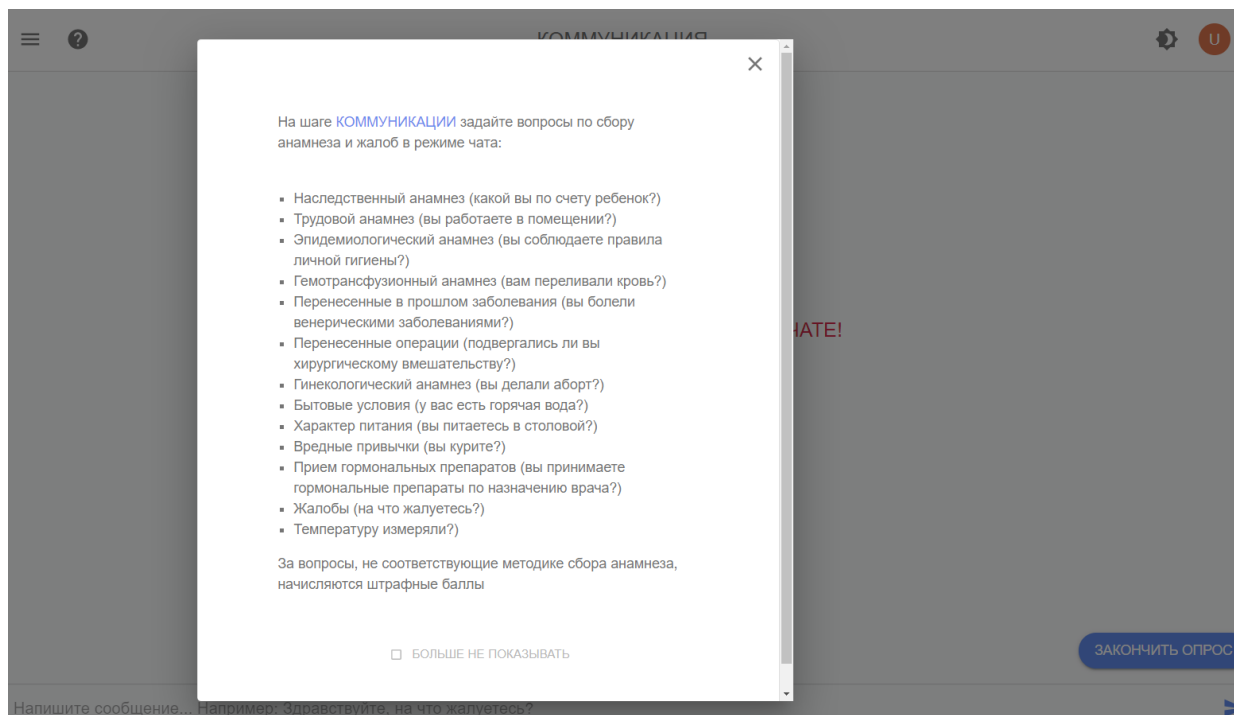 КОММУНИКАЦИЯ
U
На шаге КОММУНИКАЦИИ задайте вопросы по сбору
анамнеза и жалоб в режиме чата:
▪ Наследственный анамнез (какой вы по счету ребенок?)
▪ Трудовой анамнез (вы работаете в помещении?)
▪ Эпидемиологический анамнез (вы соблюдаете правила
личной гигиены?)
▪ Гемотрансфузионный анамнез (вам переливали кровь?)
▪ Перенесенные в прошлом заболевания (вы болели
венерическими заболеваниями?)
▪ Перенесенные операции (подвергались ли вы
хирургическому вмешательству?)
▪ Гинекологический анамнез (вы делали аборт?)
▪ Бытовые условия (у вас есть горячая вода?)
▪ Характер питания (вы питаетесь в столовой?)
▪ Вредные привычки (вы курите?)
▪ Прием гормональных препаратов (вы принимаете
гормональные препараты по назначению врача?)
▪ Жалобы (на что жалуетесь?)
▪ Температуру измеряли?)
За вопросы, не соответствующие методике сбора анамнеза,
начисляются штрафные баллы
БОЛЬШЕ НЕ ПОКАЗЫВАТЬ
ЧАТЕ!
ЗАКОНЧИТЬ ОПРОС
Напишите сообщение... Например: Здравствуйте, на что жалуетесь?